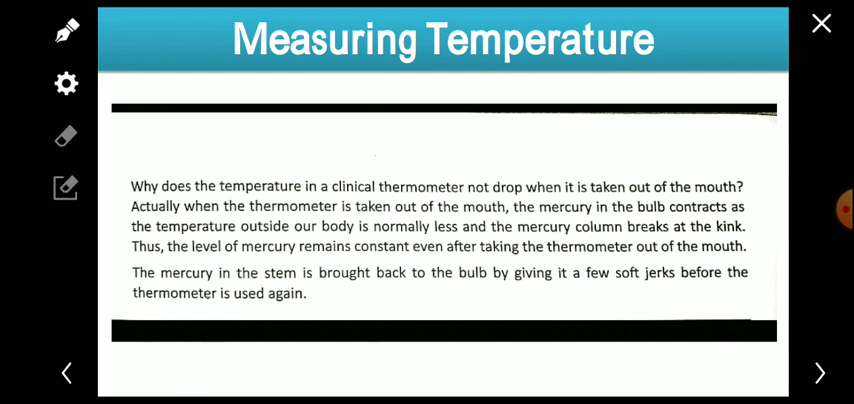 Measuring Temperature
Why does the temperature in a clinical thermometer not drop when it is taken out of the mouth?
Actually when the thermometer is taken out of the mouth, the mercury in the bulb contracts as
the temperature outside our body is normally less and the mercury column breaks at the kink.
Thus, the level of mercury remains constant even after taking the thermometer out of the mouth.
The mercury in the stem is brought back to the bulb by giving it a few soft jerks before the
thermometer is used again.